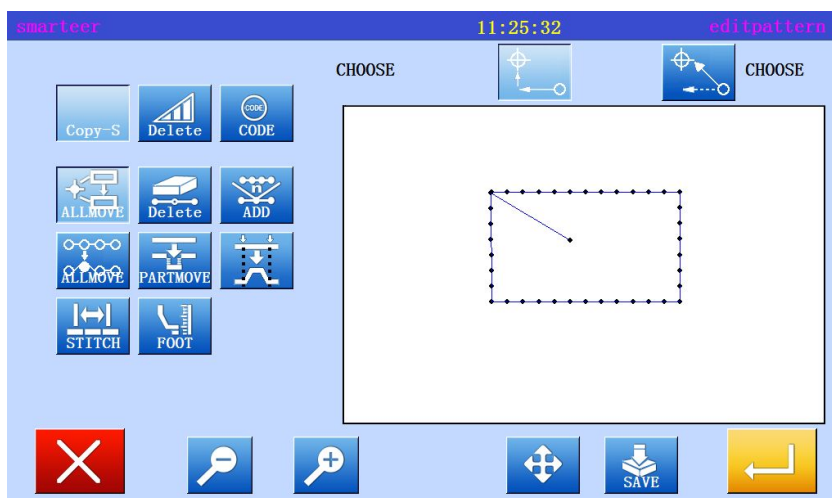 smarteer 11:25:32 editpattern
CHOOSE CHOOSE
Copy-S Delete CODE CODE
ALLMOVE Delete n ADD
ALLMOVE PARTMOVE
STITCH FOOT
SAVE